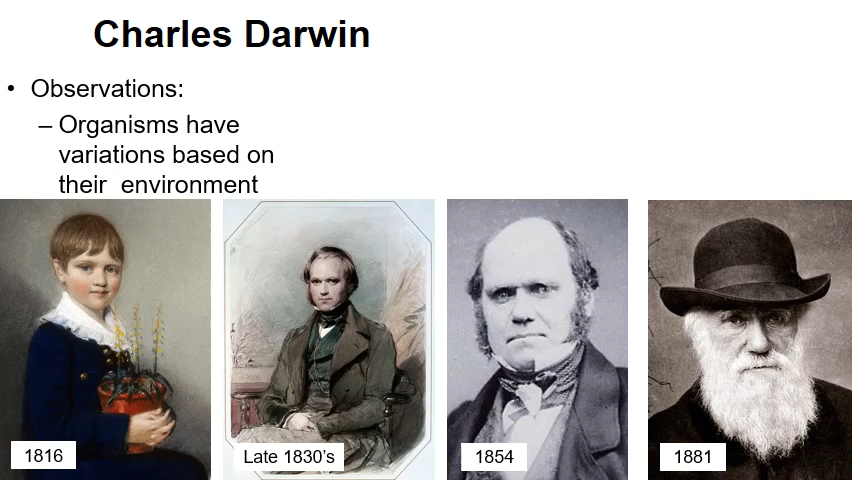 Charles Darwin
• Observations:
– Organisms have
variations based on
their  environment
1816
Late 1830’s
1854
1881